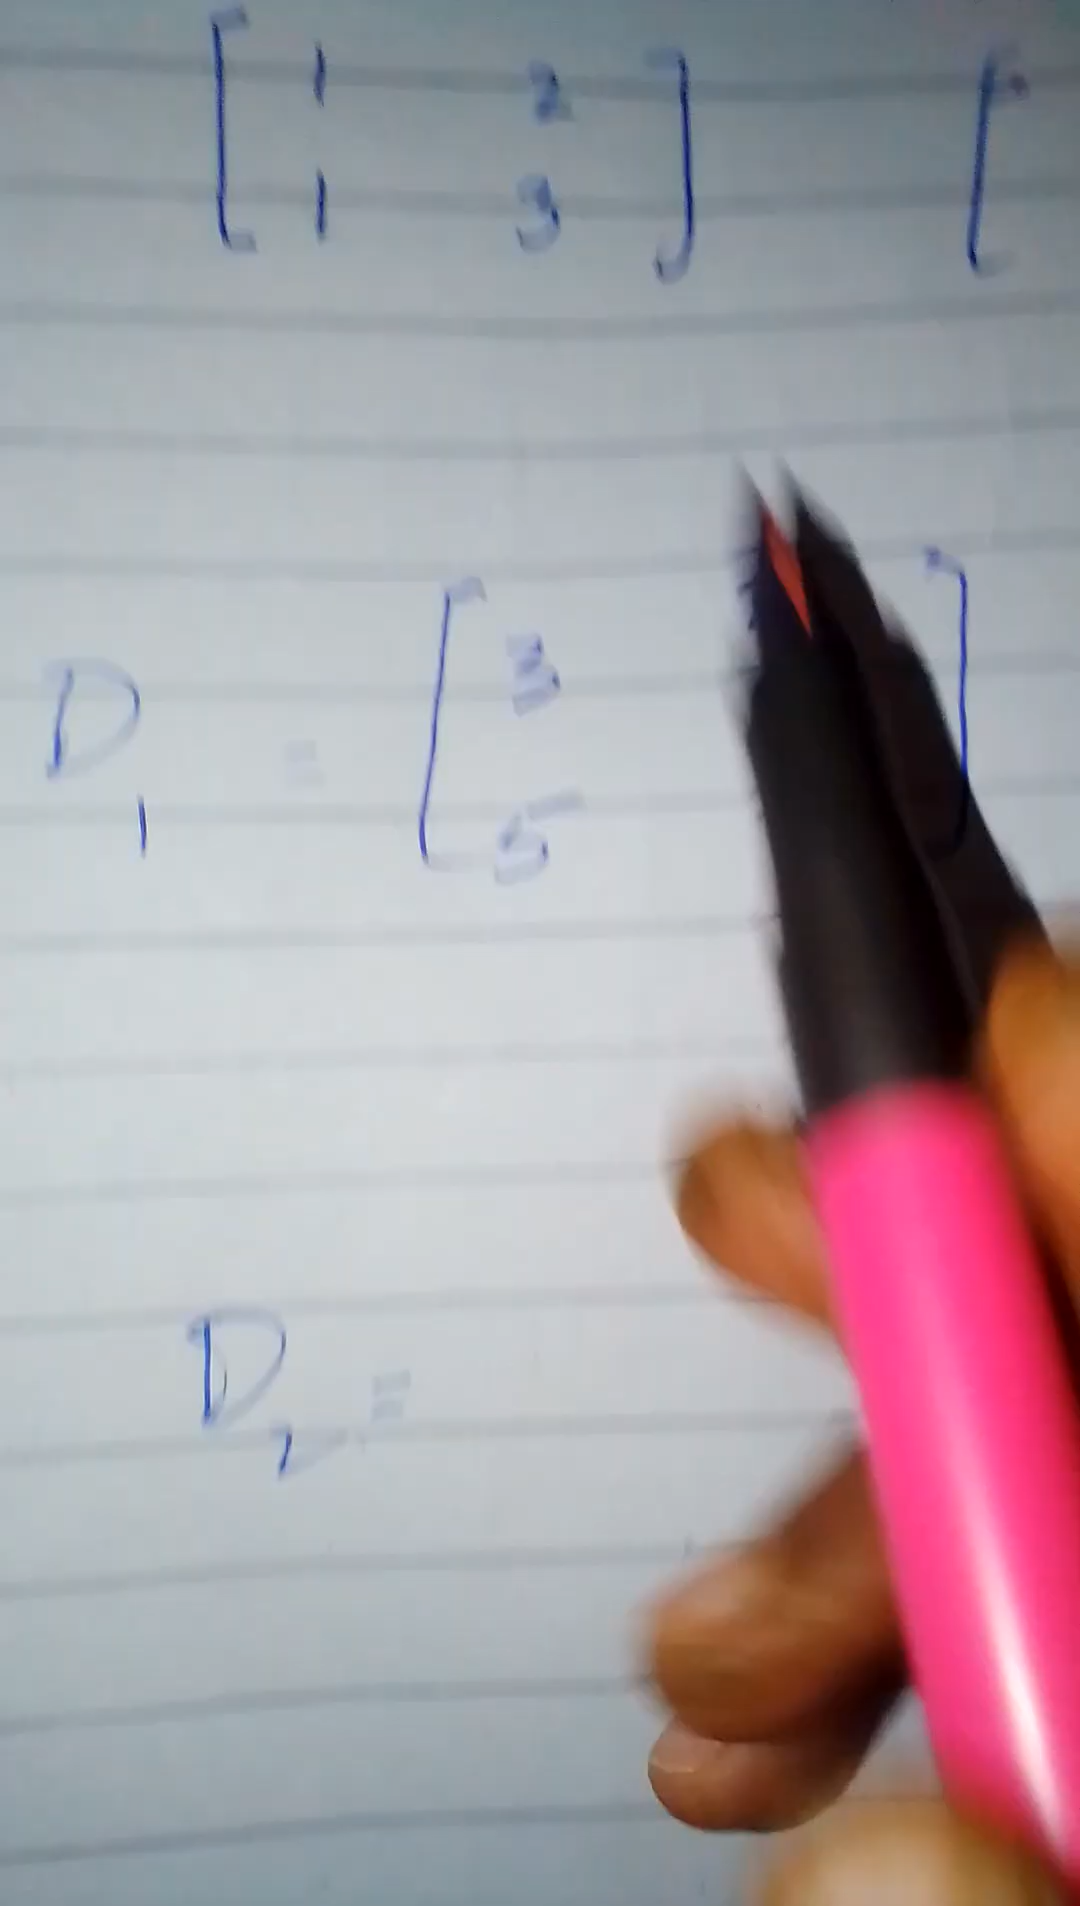 [ 1 2 ] [
1 3
D1 = [ 3 ]
5
D2 =